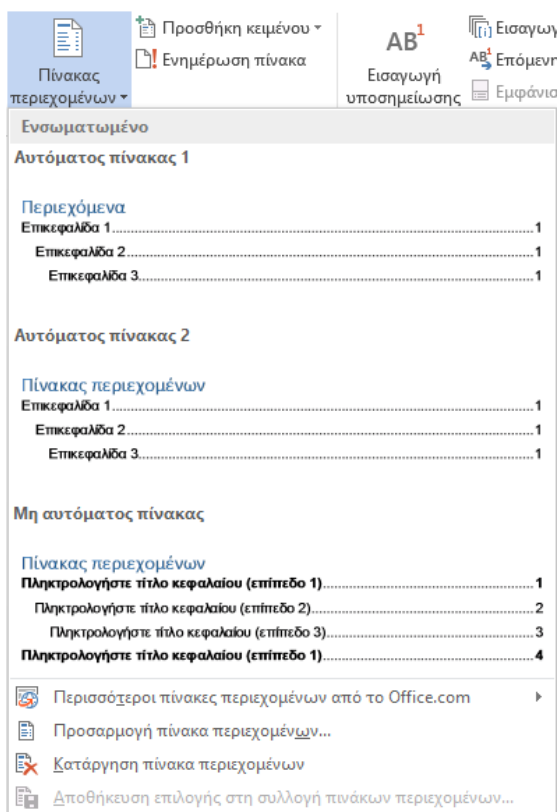 Πίνακας
περιεχομένων
Προσθήκη κειμένου
Ενημέρωση πίνακα
AB1
Εισαγωγή
υποσημείωσης
AB1
Ενσωματωμένο
Αυτόματος πίνακας 1
Περιεχόμενα
Επικεφαλίδα 1 1
Επικεφαλίδα 2 1
Επικεφαλίδα 3 1
Αυτόματος πίνακας 2
Πίνακας περιεχομένων
Επικεφαλίδα 1 1
Επικεφαλίδα 2 1
Επικεφαλίδα 3 1
Μη αυτόματος πίνακας
Πίνακας περιεχομένων
Πληκτρολογήστε τίτλο κεφαλαίου (επίπεδο 1) 1
Πληκτρολογήστε τίτλο κεφαλαίου (επίπεδο 2) 2
Πληκτρολογήστε τίτλο κεφαλαίου (επίπεδο 3) 3
Πληκτρολογήστε τίτλο κεφαλαίου (επίπεδο 1) 4
Περισσότεροι πίνακες περιεχομένων από το Office.com
Προσαρμογή πίνακα περιεχομένων...
Κατάργηση πίνακα περιεχομένων
Αποθήκευση επιλογής στη συλλογή πινάκων περιεχομένων...